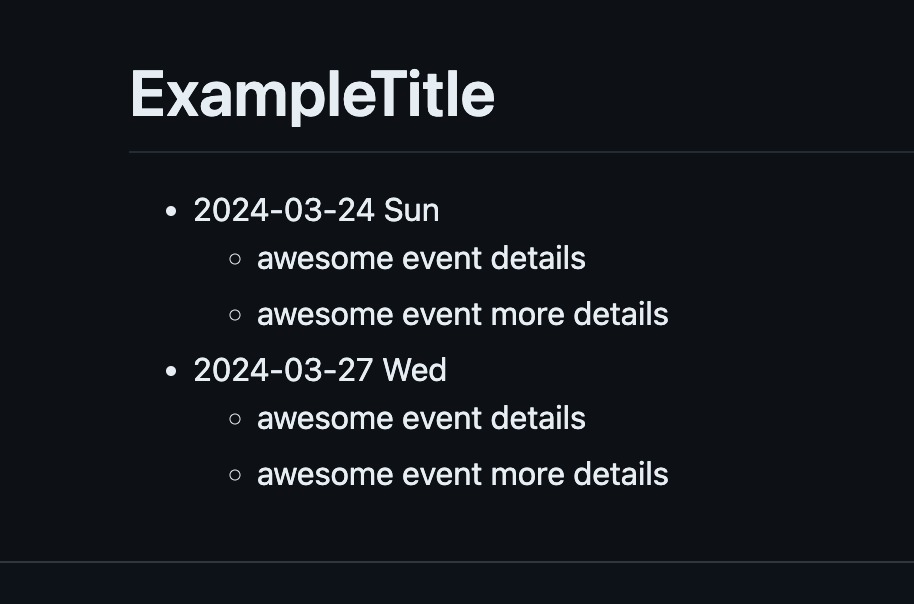 ExampleTitle
2024-03-24 Sun
awesome event details
awesome event more details
2024-03-27 Wed
awesome event details
awesome event more details